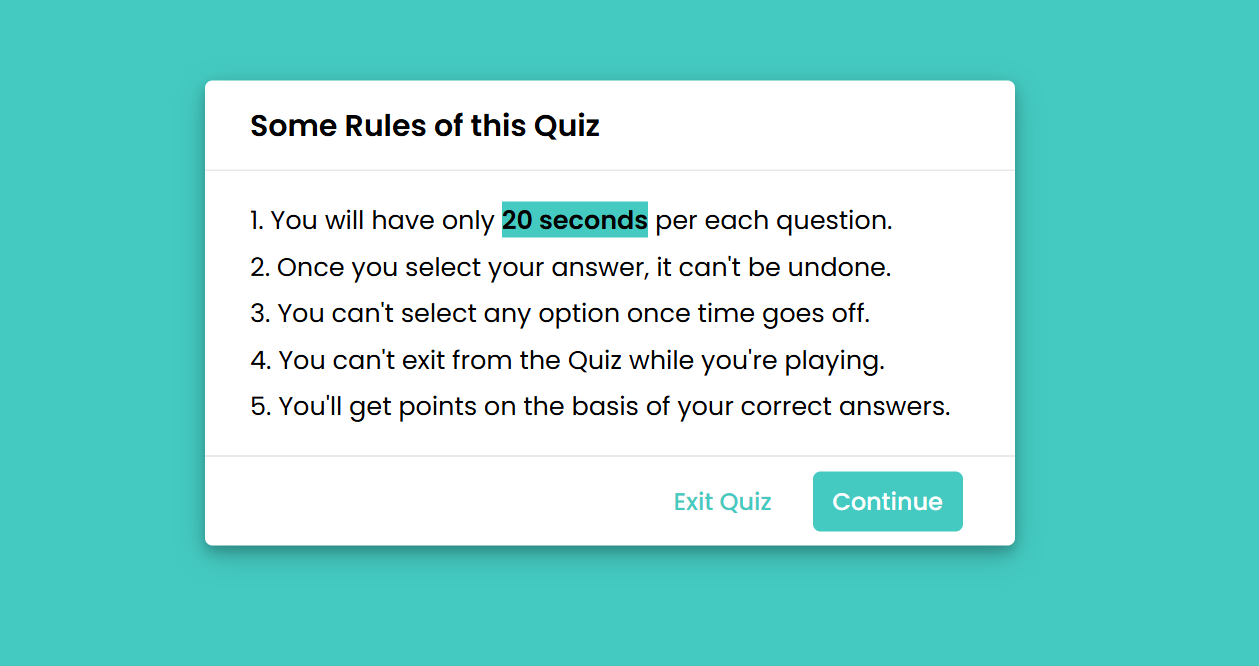 Some Rules of this Quiz
1. You will have only 20 seconds per each question.
2. Once you select your answer, it can't be undone.
3. You can't select any option once time goes off.
4. You can't exit from the Quiz while you're playing.
5. You'll get points on the basis of your correct answers.
Exit Quiz Continue